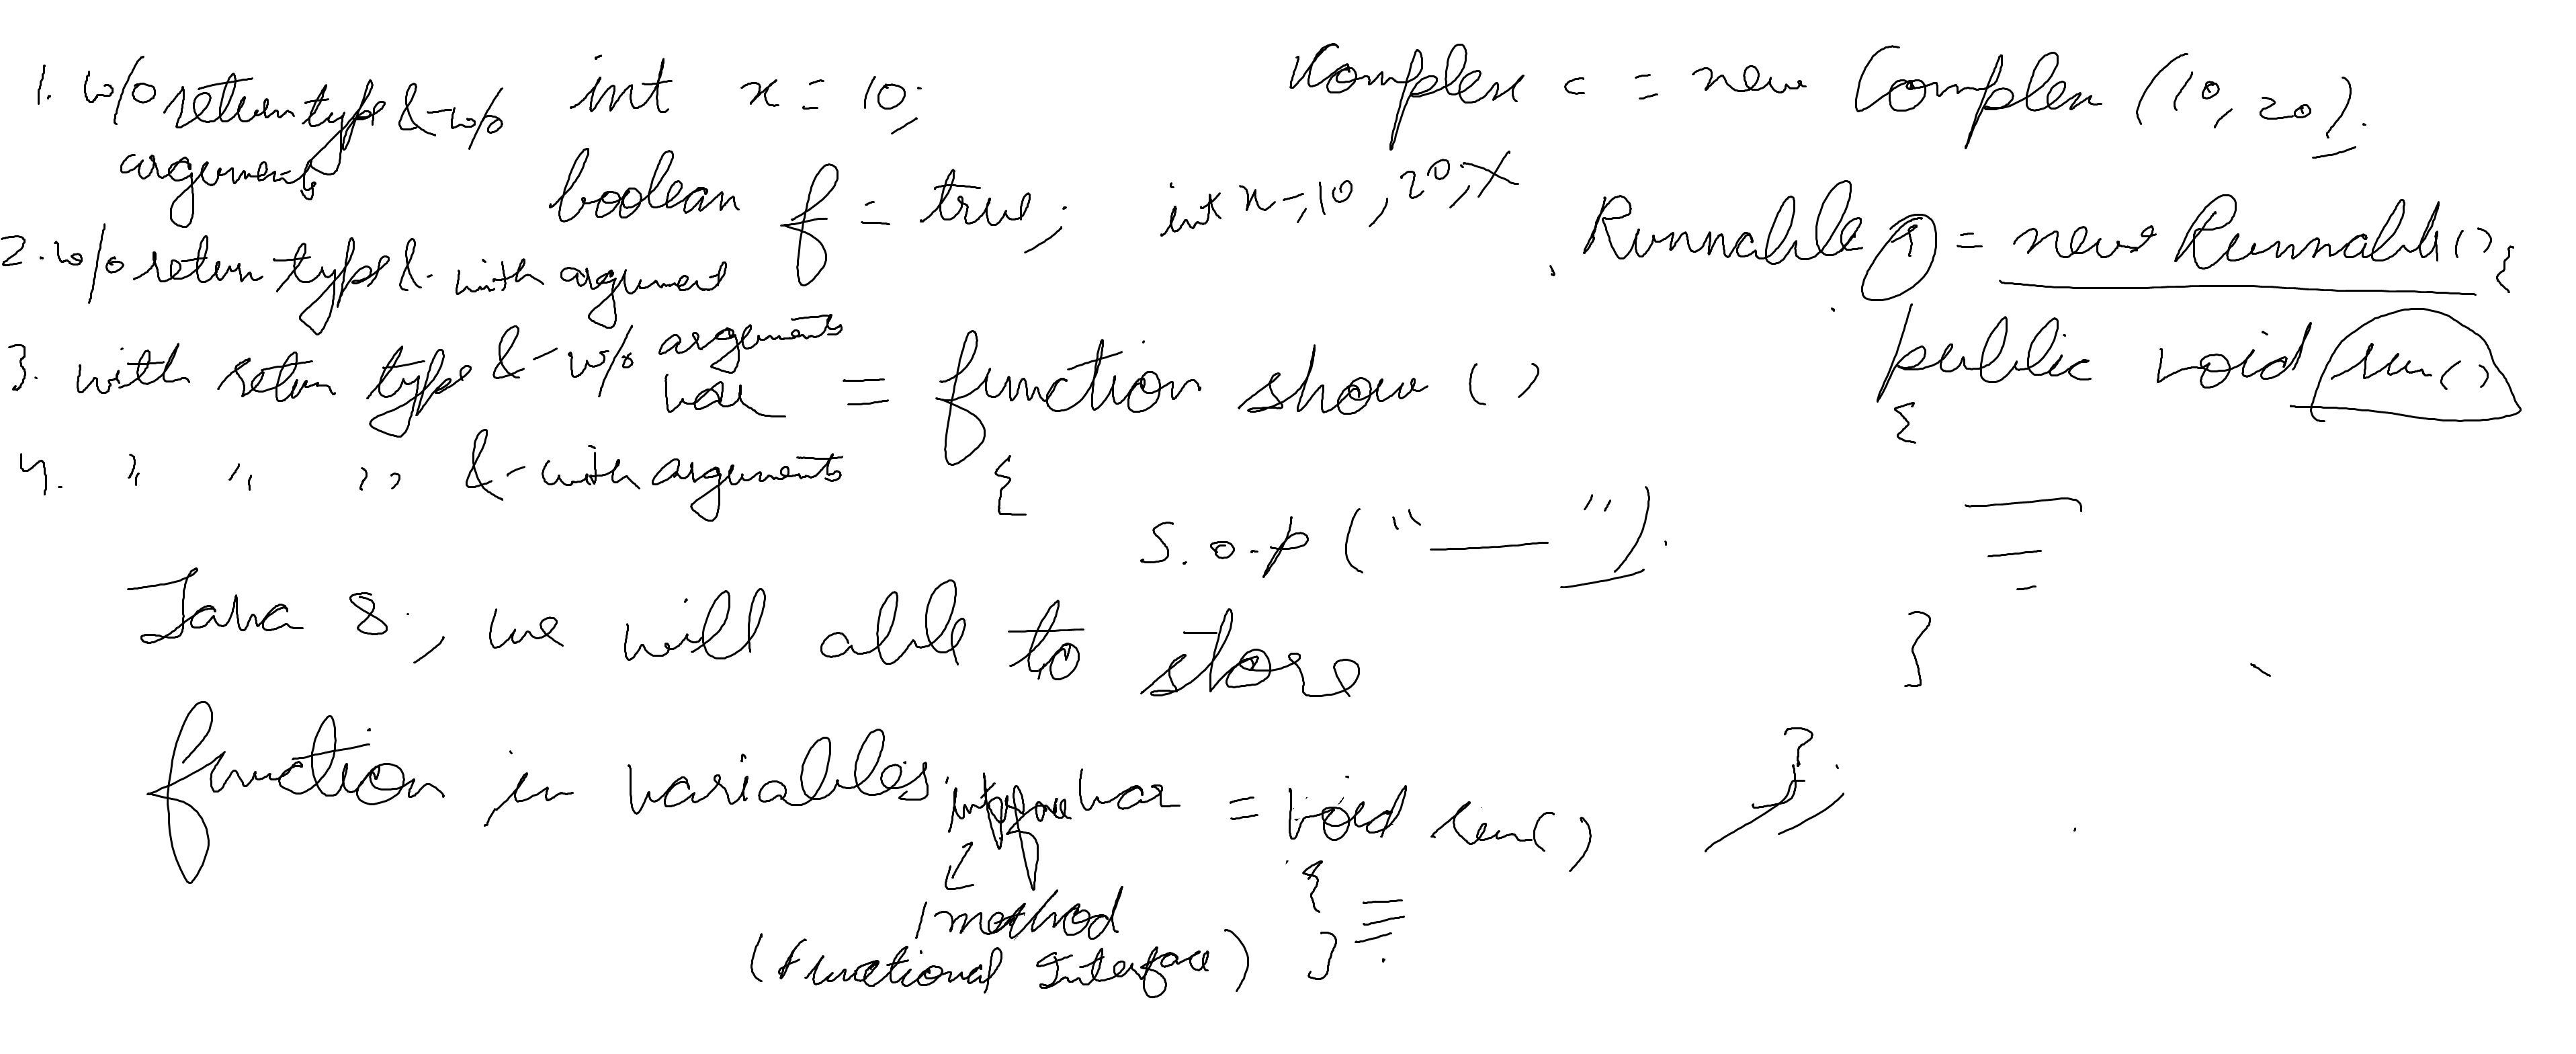 1. w/o return type & w/o
arguments
2. w/o return type & with argument
3. with return type & w/o arguments
4. " " " & with arguments
int x = 10;
boolean f = true;
int x = 10, 20; X
var = function show ()
{
S.o.p ("—");
Complex c = new Complex (10, 20);
Runnable r = new Runnable() {
public void run()
{
}
};
Java 8, we will able to store
function in variables.
interface var = void run()
{
}
1 method
(Functional Interface)